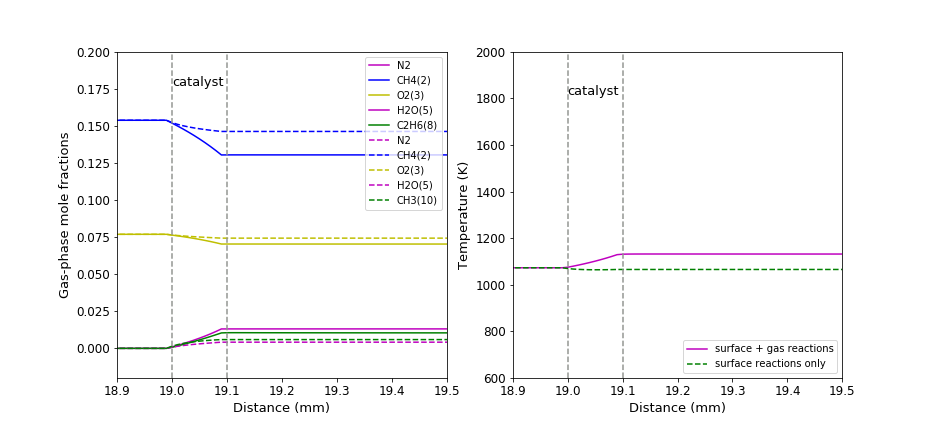 Gas-phase mole fractions
0.200
0.175
0.150
0.125
0.100
0.075
0.050
0.025
0.000
catalyst
N2
CH4(2)
O2(3)
H2O(5)
C2H6(8)
N2
CH4(2)
O2(3)
H2O(5)
CH3(10)
18.9 19.0 19.1 19.2 19.3 19.4 19.5
Distance (mm)
Temperature (K)
2000
1800
1600
1400
1200
1000
800
600
catalyst
surface + gas reactions
surface reactions only
18.9 19.0 19.1 19.2 19.3 19.4 19.5
Distance (mm)